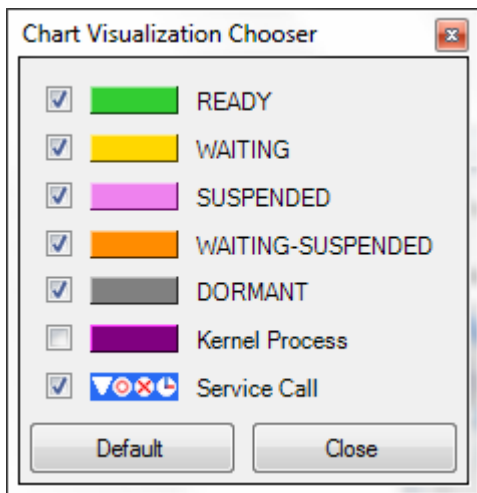 Chart Visualization Chooser
READY
WAITING
SUSPENDED
WAITING-SUSPENDED
DORMANT
Kernel Process
Service Call
Default
Close